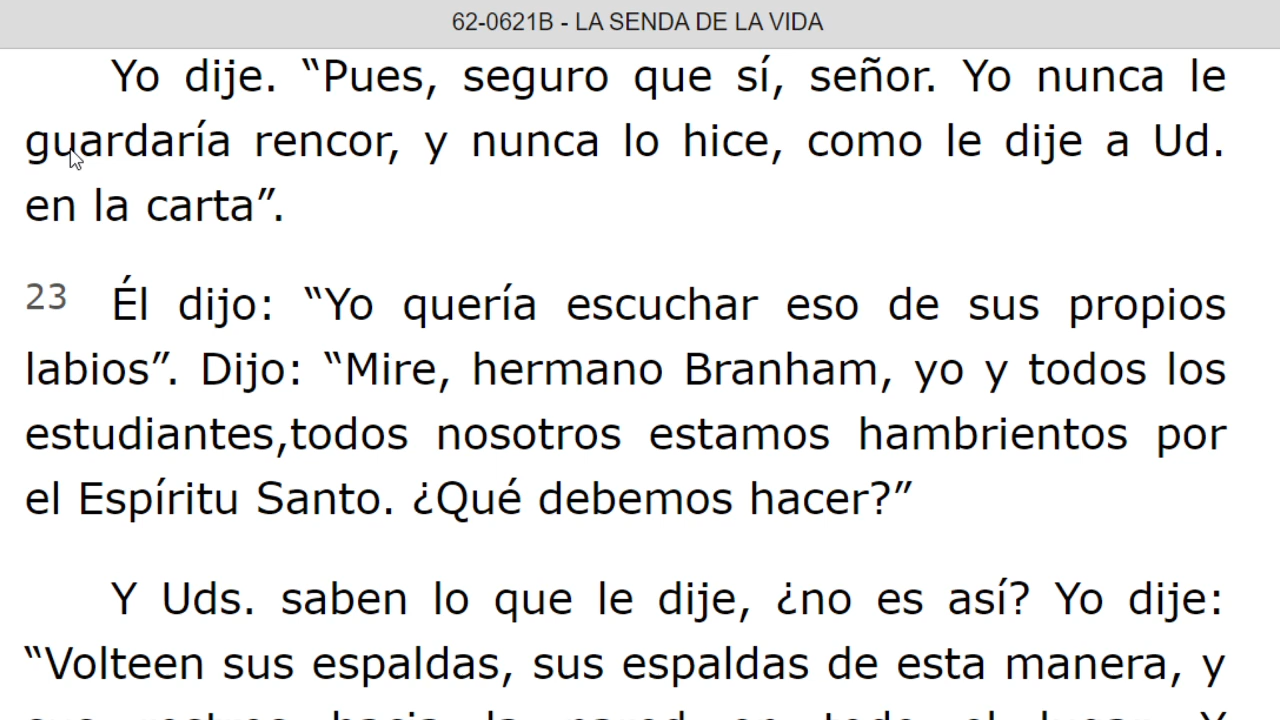 62-0621B - LA SENDA DE LA VIDA
Yo dije. “Pues, seguro que sí, señor. Yo nunca le
guardaría rencor, y nunca lo hice, como le dije a Ud.
en la carta”.
23 Él dijo: “Yo quería escuchar eso de sus propios
labios”. Dijo: “Mire, hermano Branham, yo y todos los
estudiantes,todos nosotros estamos hambrientos por
el Espíritu Santo. ¿Qué debemos hacer?”
Y Uds. saben lo que le dije, ¿no es así? Yo dije:
“Volteen sus espaldas, sus espaldas de esta manera, y